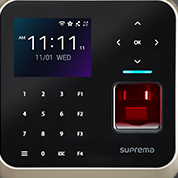 AM 11:11
11/01 WED
OK
1 2 3 F1
4 5 6 F2
7 8 9 F3
0 ESC F4
suprema